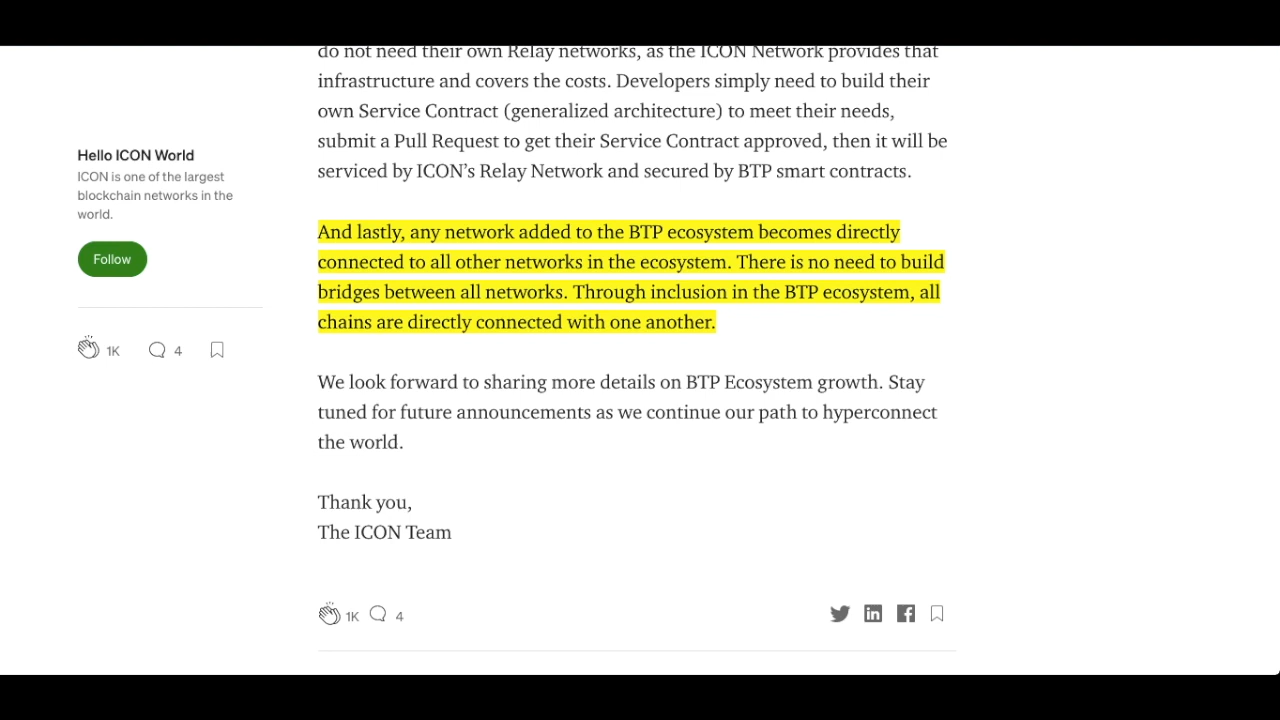 do not need their own Relay networks, as the ICON Network provides that
infrastructure and covers the costs. Developers simply need to build their
own Service Contract (generalized architecture) to meet their needs,
submit a Pull Request to get their Service Contract approved, then it will be
serviced by ICON’s Relay Network and secured by BTP smart contracts.
Hello ICON World
ICON is one of the largest
blockchain networks in the
world.
Follow
1K 4
And lastly, any network added to the BTP ecosystem becomes directly
connected to all other networks in the ecosystem. There is no need to build
bridges between all networks. Through inclusion in the BTP ecosystem, all
chains are directly connected with one another.
We look forward to sharing more details on BTP Ecosystem growth. Stay
tuned for future announcements as we continue our path to hyperconnect
the world.
Thank you,
The ICON Team
1K 4